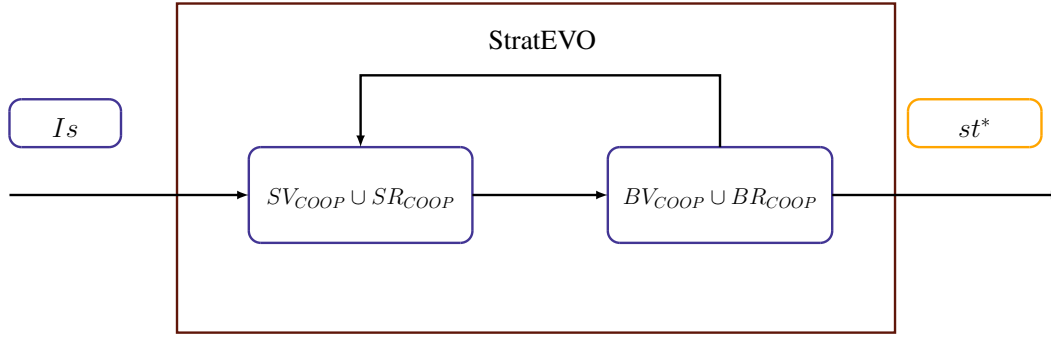 StratEVO
Is
st*
SV_COOP ∪ SR_COOP
BV_COOP ∪ BR_COOP